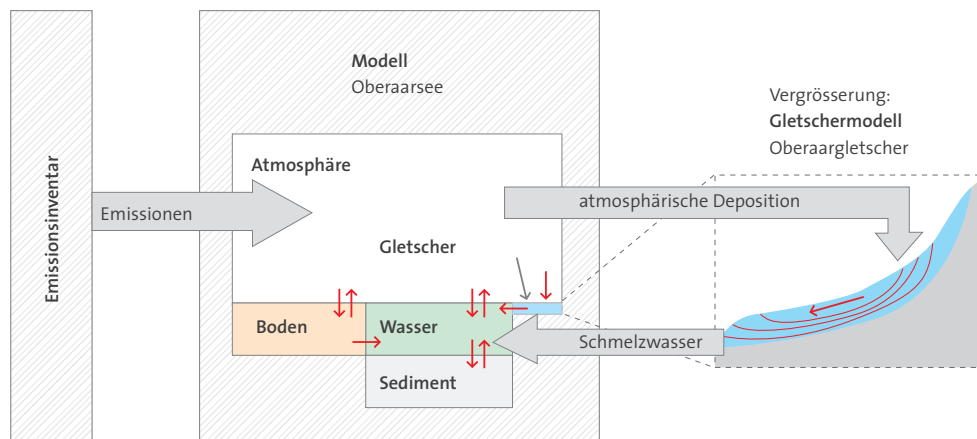 Emissionsinventar
Modell
Oberaarsee
Vergrösserung:
Gletschermodell
Oberaargletscher
Atmosphäre
Emissionen
atmosphärische Deposition
Gletscher
Boden
Wasser
Schmelzwasser
Sediment